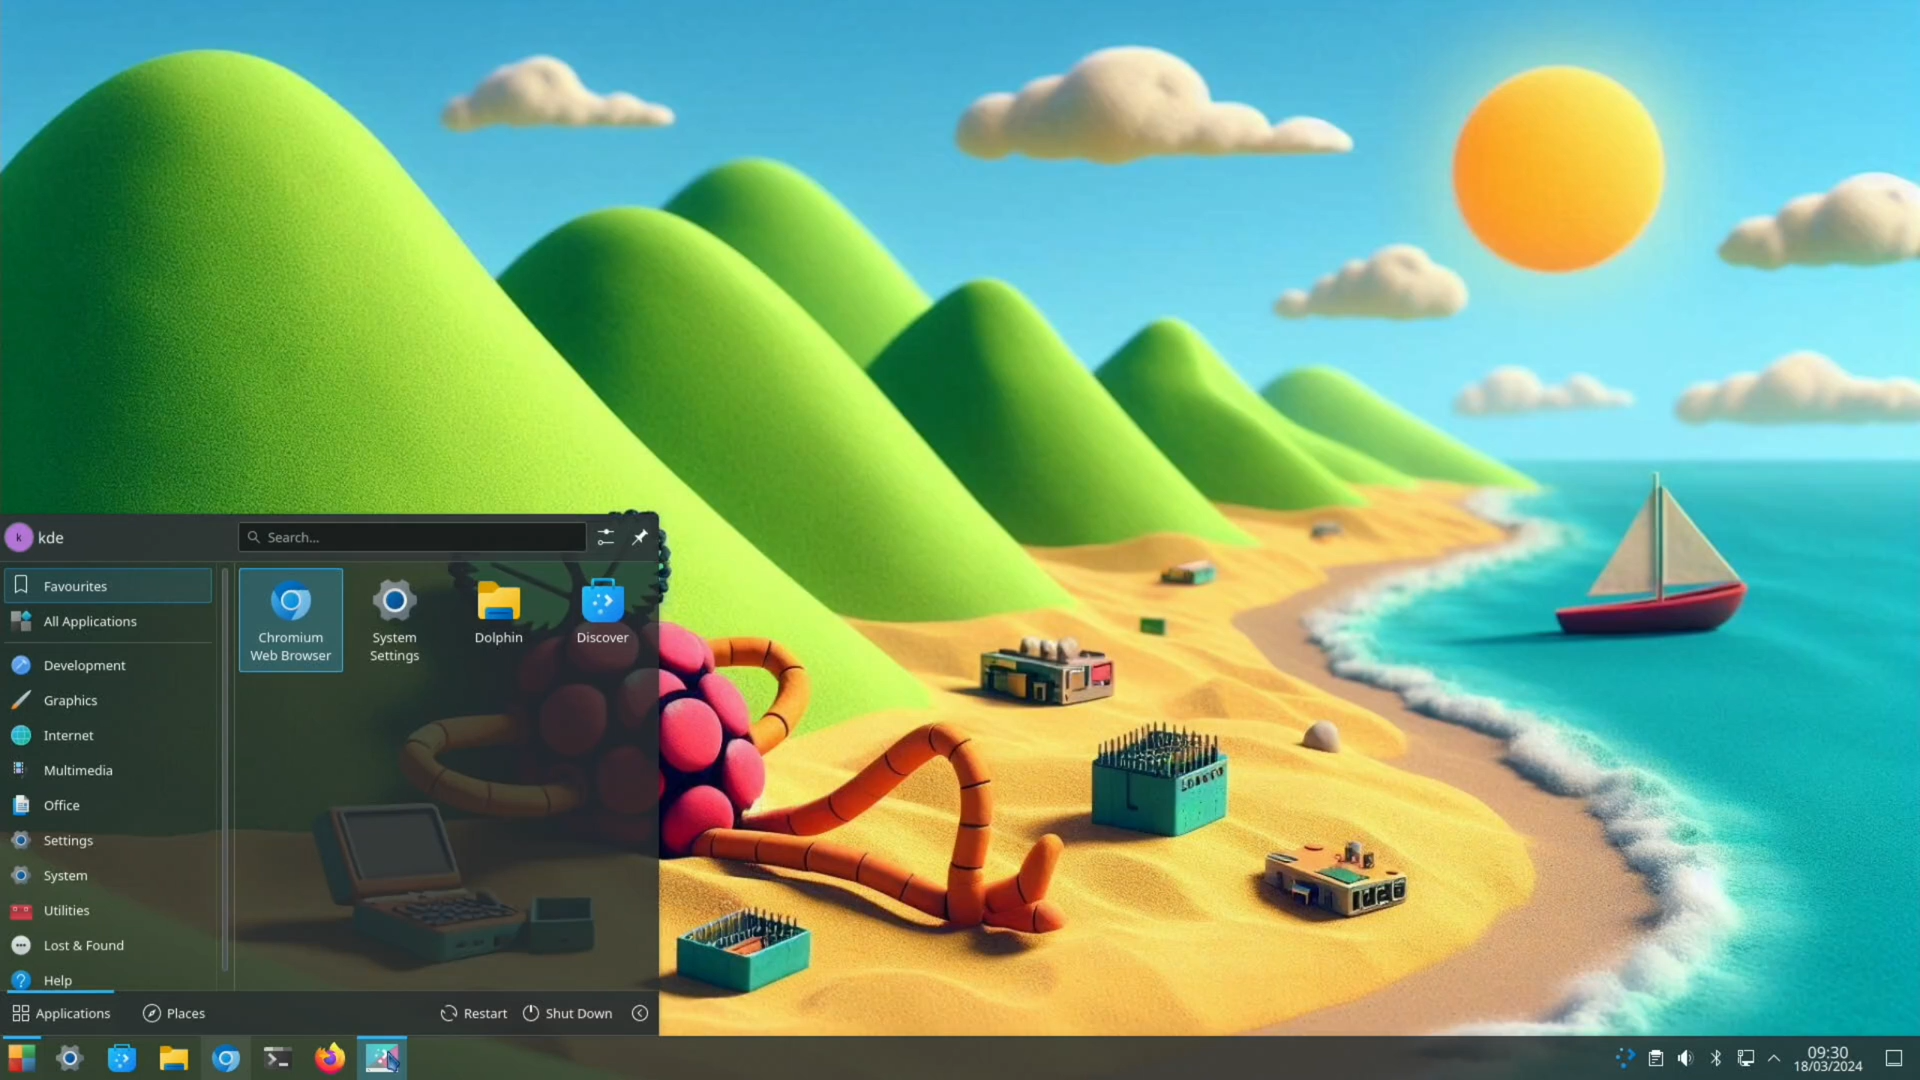 k
kde
Search...
Favourites
All Applications
Development
Graphics
Internet
Multimedia
Office
Settings
System
Utilities
Lost & Found
Help
Chromium
Web Browser
System
Settings
Dolphin
Discover
Applications
Places
Restart
Shut Down
09:30
18/03/2024